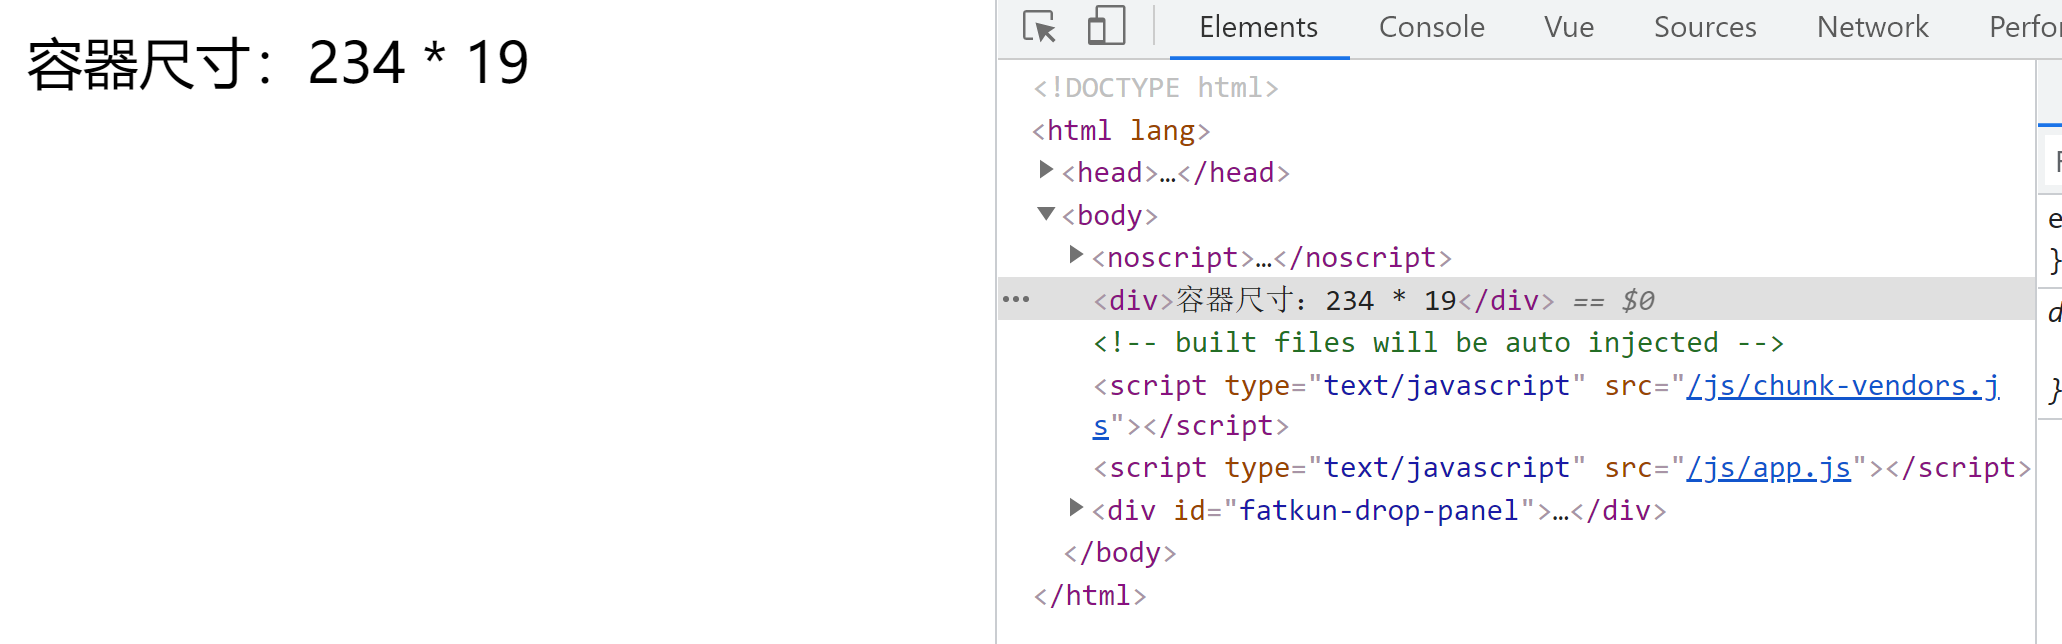 容器尺寸：234 * 19
Elements Console Vue Sources Network Perfor
<!DOCTYPE html>
<html lang>
<head>…</head>
<body>
<noscript>…</noscript>
<div>容器尺寸：234 * 19</div> == $0
<!-- built files will be auto injected -->
<script type="text/javascript" src="/js/chunk-vendors.j
s"></script>
<script type="text/javascript" src="/js/app.js"></script>
<div id="fatkun-drop-panel">…</div>
</body>
</html>
e
}
d
}